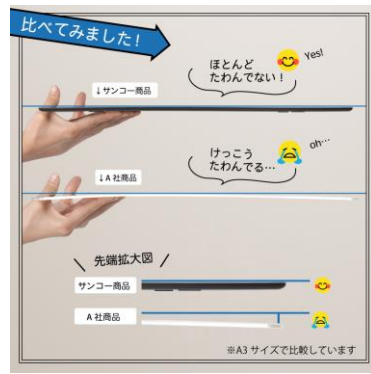 比べてみました!
Yes!
ほとんど
たわんでない!
↓サンコー商品
oh…
けっこう
たわんでる…
↓A社商品
先端拡大図
サンコー商品
A社商品
※A3サイズで比較しています